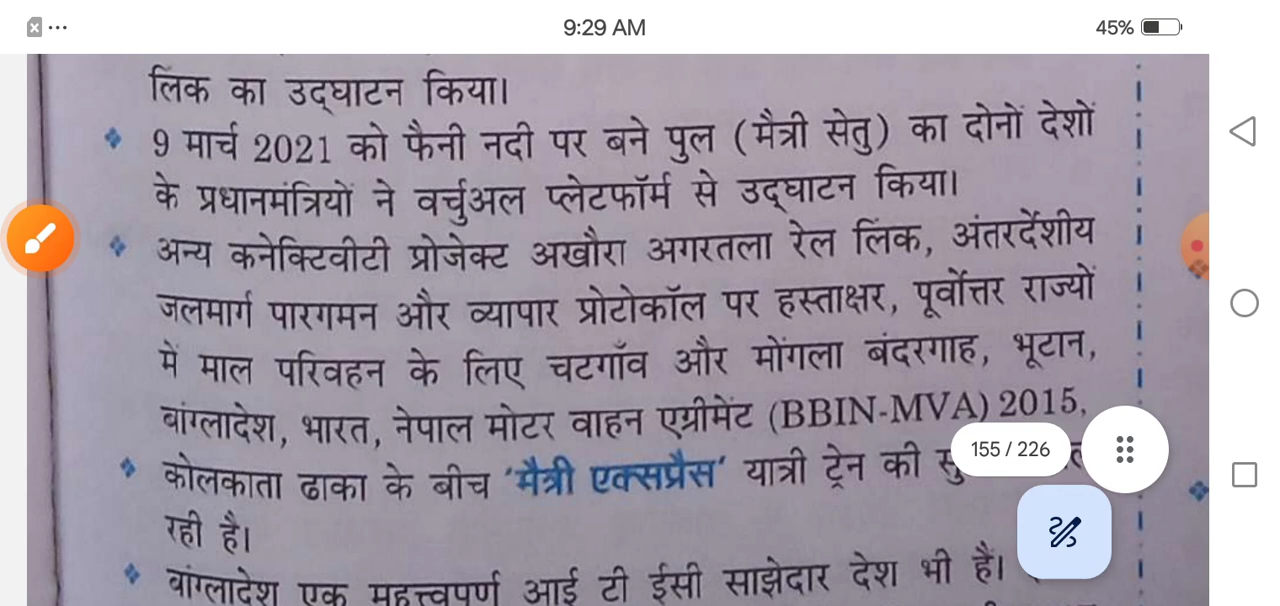 9:29 AM
45%
लिंक का उद्घाटन किया।
9 मार्च 2021 को फैनी नदी पर बने पुल (मैत्री सेतु) का दोनों देशों
के प्रधानमंत्रियों ने वर्चुअल प्लेटफॉर्म से उद्घाटन किया।
अन्य कनेक्टिवीटी प्रोजेक्ट अखौरा अगरतला रेल लिंक, अंतरर्देशीय
जलमार्ग पारगमन और व्यापार प्रोटोकॉल पर हस्ताक्षर, पूर्वोत्तर राज्यों
में माल परिवहन के लिए चटगाँव और मोंगला बंदरगाह, भूटान,
बांग्लादेश, भारत, नेपाल मोटर वाहन एग्रीमेंट (BBIN-MVA) 2015,
155 / 226
कोलकाता ढाका के बीच ‘मैत्री एक्सप्रैस’ यात्री ट्रेन की
रही है।
बांग्लादेश एक महत्त्वपूर्ण आई टी ईसी साझेदार देश भी है।